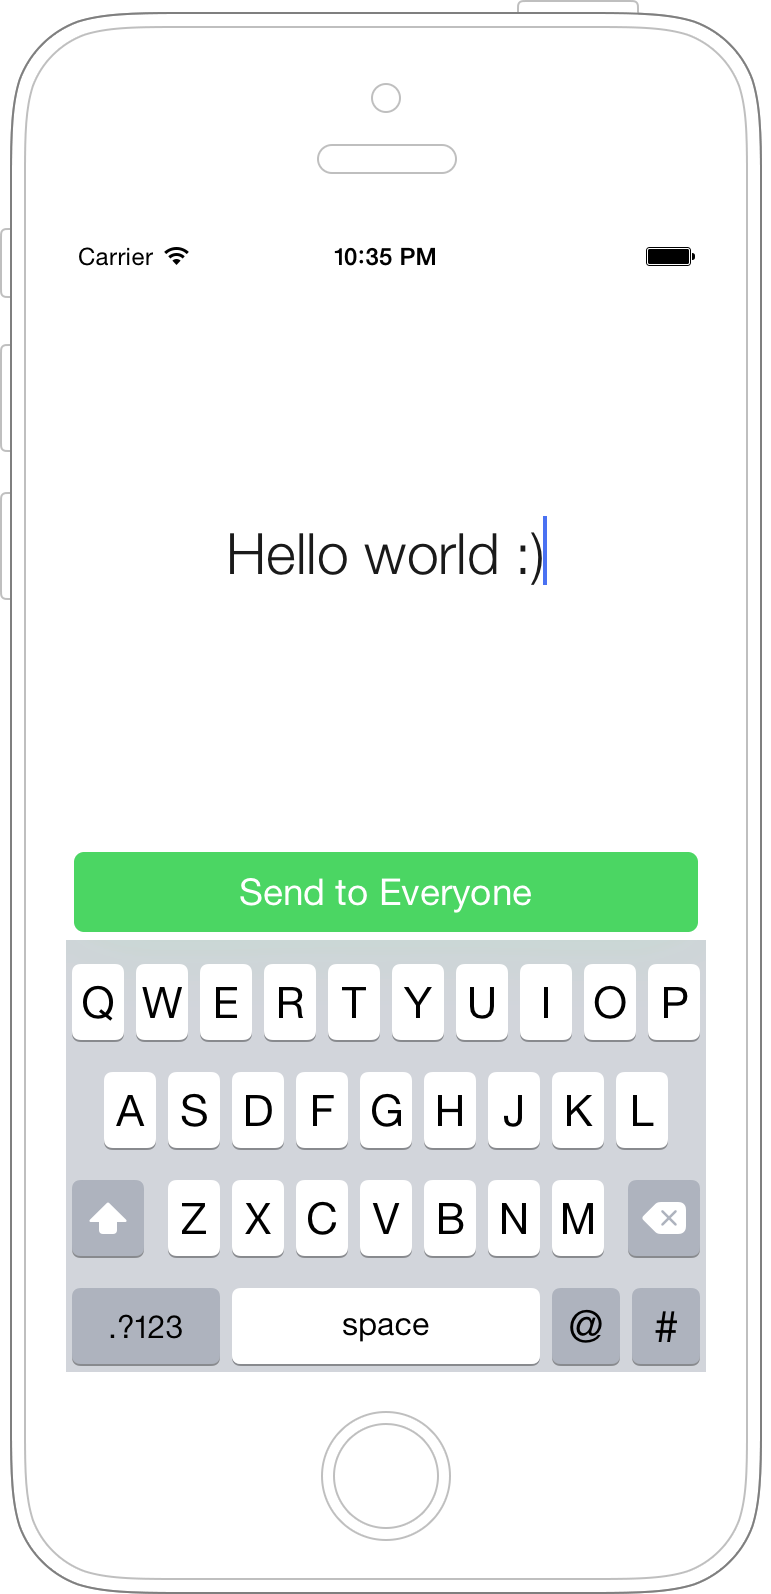 Carrier 10:35 PM
Hello world :)
Send to Everyone
Q W E R T Y U I O P
A S D F G H J K L
Z X C V B N M
.?123 space @ #